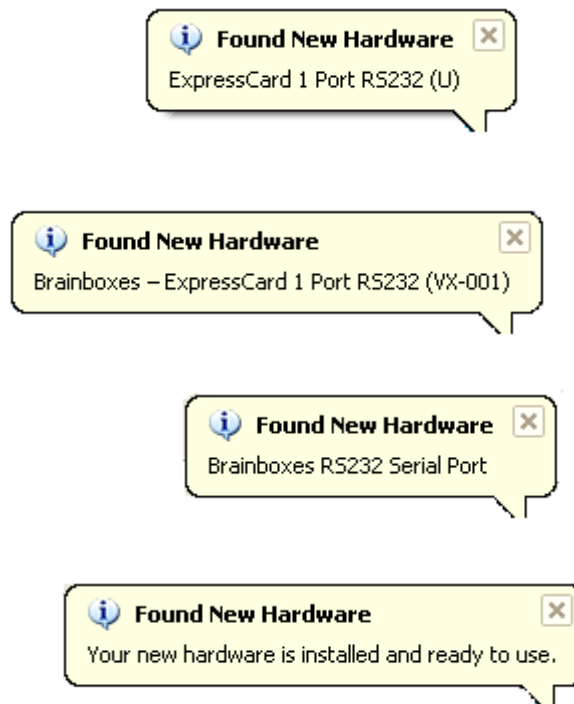 Found New Hardware
ExpressCard 1 Port RS232 (U)
Found New Hardware
Brainboxes – ExpressCard 1 Port RS232 (VX-001)
Found New Hardware
Brainboxes RS232 Serial Port
Found New Hardware
Your new hardware is installed and ready to use.